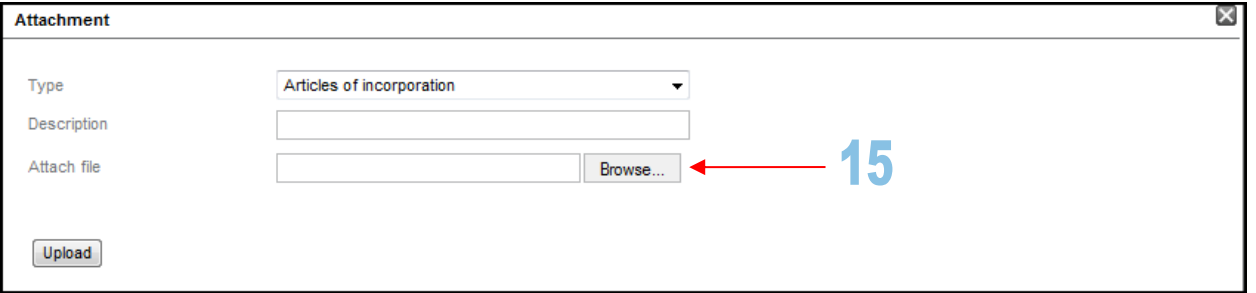 Attachment
Type
Articles of incorporation
Description
Attach file
Browse...
15
Upload